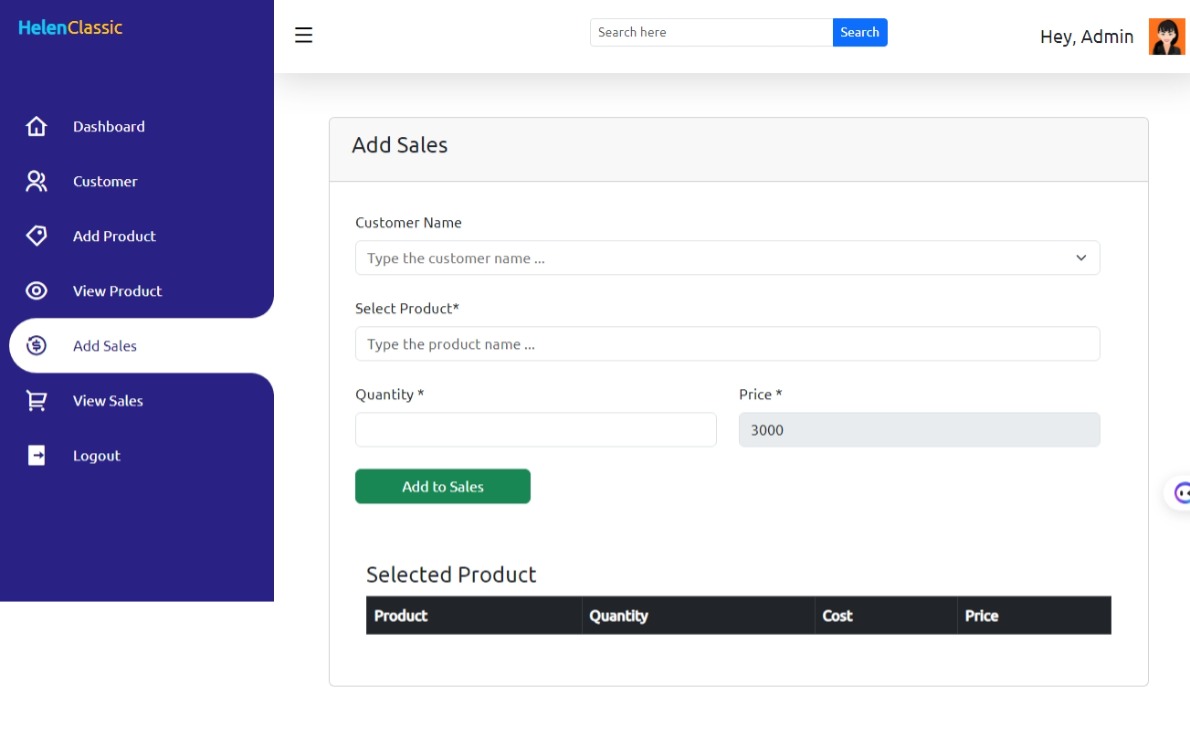 HelenClassic
Search here
Search
Hey, Admin
Dashboard
Customer
Add Product
View Product
Add Sales
View Sales
Logout
Add Sales
Customer Name
Type the customer name ...
Select Product*
Type the product name ...
Quantity *
Price *
3000
Add to Sales
Selected Product
Product Quantity Cost Price